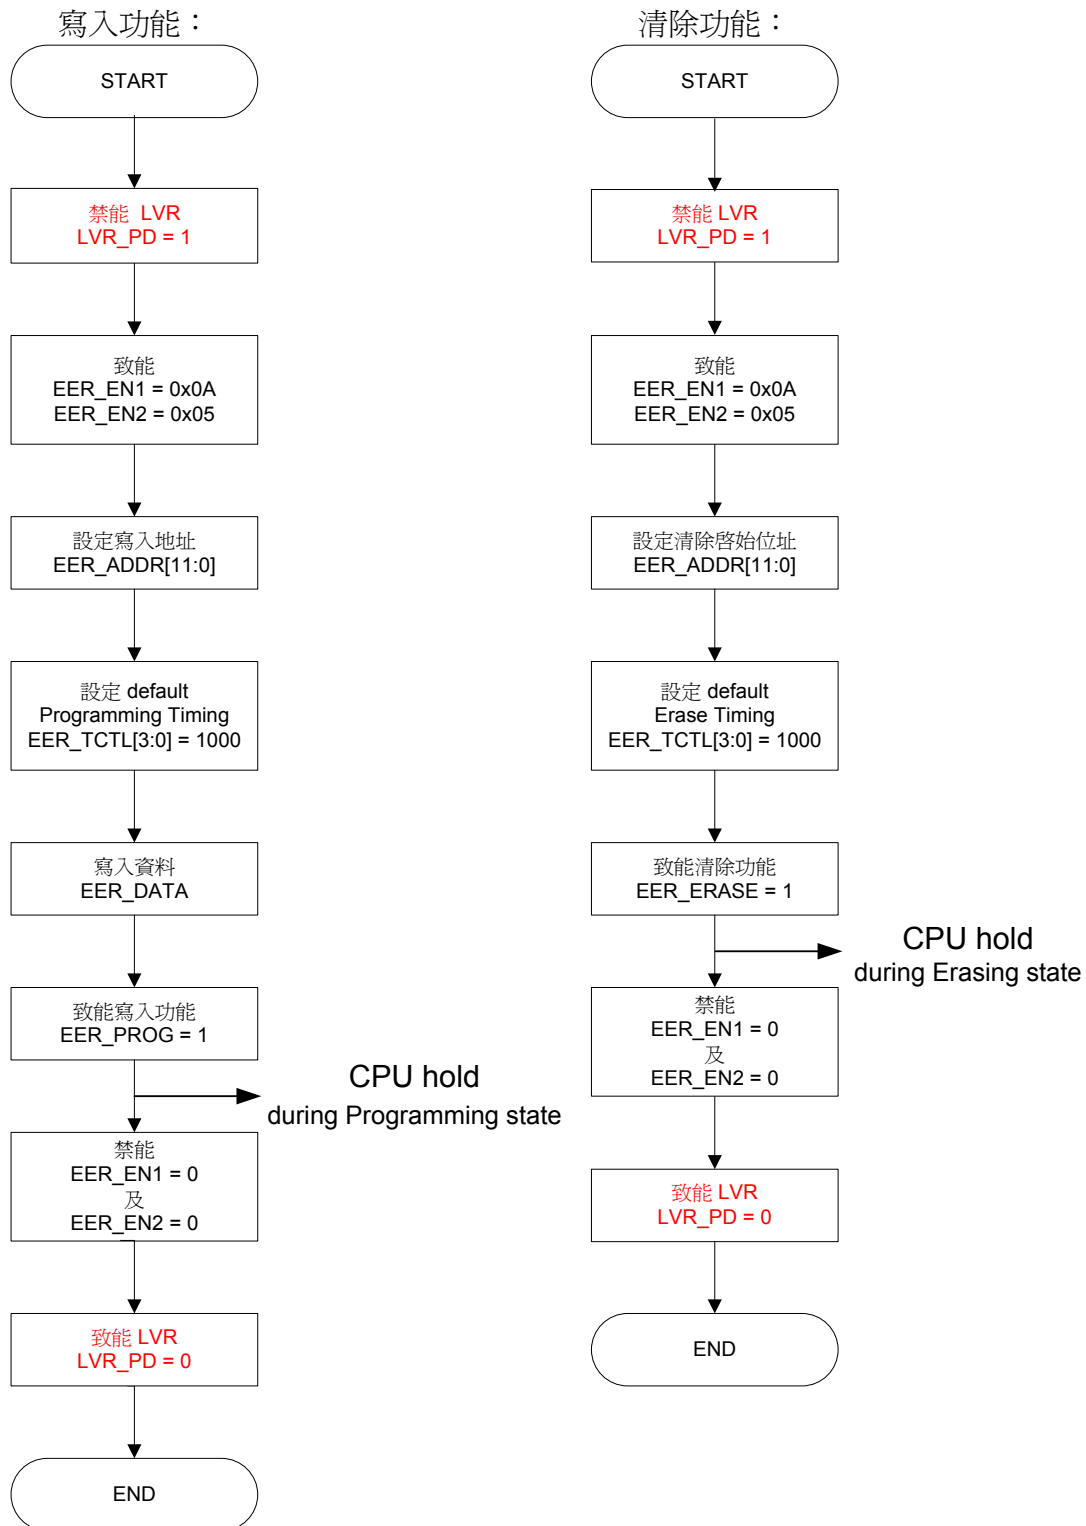 寫入功能：
START
禁能 LVR
LVR_PD = 1
致能
EER_EN1 = 0x0A
EER_EN2 = 0x05
設定寫入地址
EER_ADDR[11:0]
設定 default
Programming Timing
EER_TCTL[3:0] = 1000
寫入資料
EER_DATA
致能寫入功能
EER_PROG = 1
CPU hold
during Programming state
禁能
EER_EN1 = 0
及
EER_EN2 = 0
致能 LVR
LVR_PD = 0
END
清除功能：
START
禁能 LVR
LVR_PD = 1
致能
EER_EN1 = 0x0A
EER_EN2 = 0x05
設定清除啓始位址
EER_ADDR[11:0]
設定 default
Erase Timing
EER_TCTL[3:0] = 1000
致能清除功能
EER_ERASE = 1
CPU hold
during Erasing state
禁能
EER_EN1 = 0
及
EER_EN2 = 0
致能 LVR
LVR_PD = 0
END